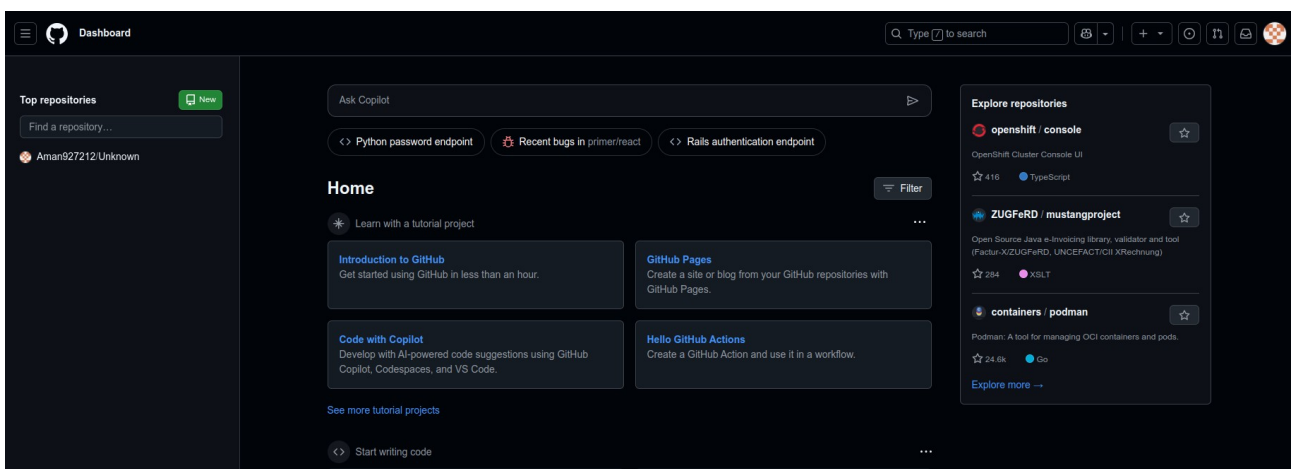 Dashboard
Type / to search
Top repositories
New
Find a repository...
Aman927212/Unknown
Ask Copilot
Python password endpoint
Recent bugs in primer/react
Rails authentication endpoint
Home
Filter
Learn with a tutorial project
Introduction to GitHub
Get started using GitHub in less than an hour.
GitHub Pages
Create a site or blog from your GitHub repositories with
GitHub Pages.
Code with Copilot
Develop with AI-powered code suggestions using GitHub
Copilot, Codespaces, and VS Code.
Hello GitHub Actions
Create a GitHub Action and use it in a workflow.
See more tutorial projects
Start writing code
Explore repositories
openshift / console
OpenShift Cluster Console UI
416 TypeScript
ZUGFeRD / mustangproject
Open Source Java e-Invoicing library, validator and tool
(Factur-X/ZUGFeRD, UNCEFACT/CII XRechnung)
284 XSLT
containers / podman
Podman: A tool for managing OCI containers and pods.
24.6k Go
Explore more →